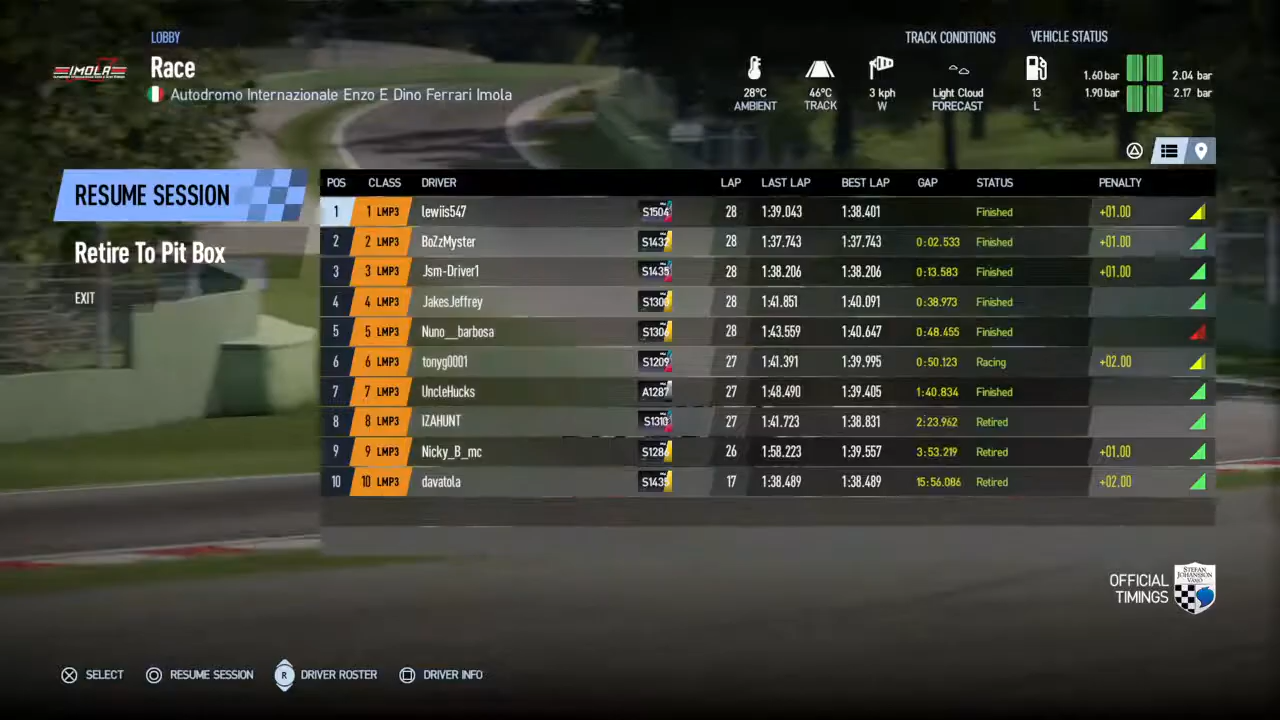 LOBBY
IMOLA
Race
Autodromo Internazionale Enzo E Dino Ferrari Imola
TRACK CONDITIONS
VEHICLE STATUS
28°C
AMBIENT
46°C
TRACK
3 kph
W
Light Cloud
FORECAST
13
L
1.60 bar 2.04 bar
1.90 bar 2.17 bar
RESUME SESSION
Retire To Pit Box
EXIT
POS CLASS DRIVER LAP LAST LAP BEST LAP GAP STATUS PENALTY
1 1 LMP3 lewiis547 S1504 28 1:39.043 1:38.401 Finished +01.00
2 2 LMP3 BoZzMyster S1432 28 1:37.743 1:37.743 0:02.533 Finished +01.00
3 3 LMP3 Jsm-Driver1 S1435 28 1:38.206 1:38.206 0:13.583 Finished +01.00
4 4 LMP3 JakesJeffrey S1300 28 1:41.851 1:40.091 0:38.973 Finished
5 5 LMP3 Nuno__barbosa S1304 28 1:43.559 1:40.647 0:48.455 Finished
6 6 LMP3 tonyg0001 S1209 27 1:41.391 1:39.995 0:50.123 Racing +02.00
7 7 LMP3 UncleHucks A1287 27 1:48.490 1:39.405 1:40.834 Finished
8 8 LMP3 IZAHUNT S1310 27 1:41.723 1:38.831 2:23.962 Retired
9 9 LMP3 Nicky_B_mc S1286 26 1:58.223 1:39.557 3:53.219 Retired +01.00
10 10 LMP3 davatola S1435 17 1:38.489 1:38.489 15:56.086 Retired +02.00
OFFICIAL
TIMINGS
STEFAN
JOHANSSON
VÄXJÖ
SELECT
RESUME SESSION
R DRIVER ROSTER
DRIVER INFO